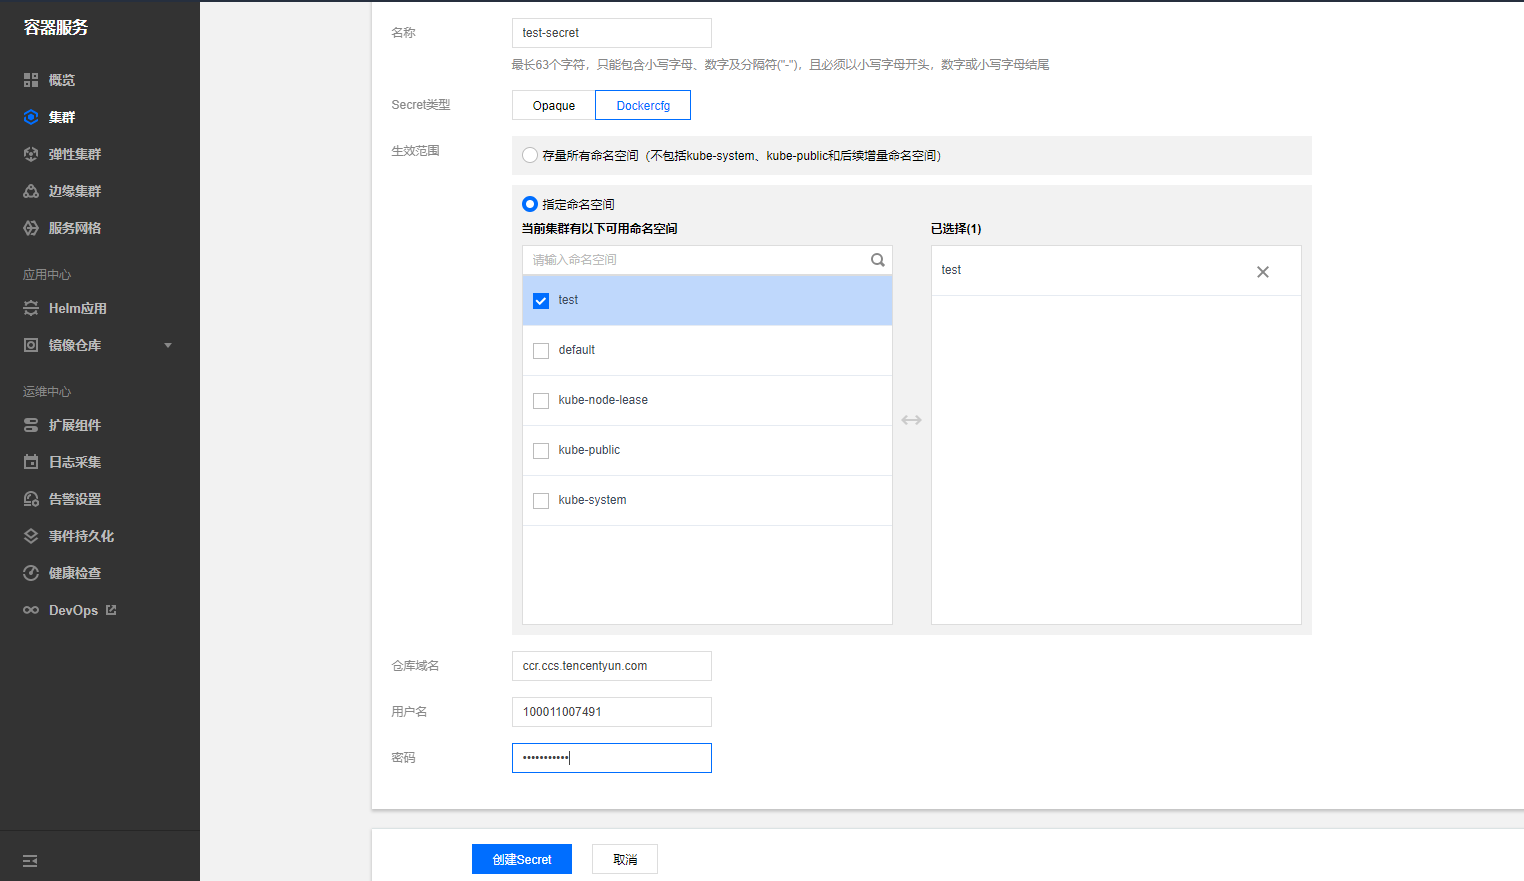 容器服务
概览
集群
弹性集群
边缘集群
服务网格
应用中心
Helm应用
镜像仓库
运维中心
扩展组件
日志采集
告警设置
事件持久化
健康检查
DevOps
名称
test-secret
最长63个字符，只能包含小写字母、数字及分隔符("-")，且必须以小写字母开头，数字或小写字母结尾
Secret类型
Opaque
Dockercfg
生效范围
存量所有命名空间（不包括kube-system、kube-public和后续增量命名空间）
指定命名空间
当前集群有以下可用命名空间
请输入命名空间
test
default
kube-node-lease
kube-public
kube-system
已选择(1)
test
仓库域名
ccr.ccs.tencentyun.com
用户名
100011007491
密码
•••••••••••
创建Secret
取消